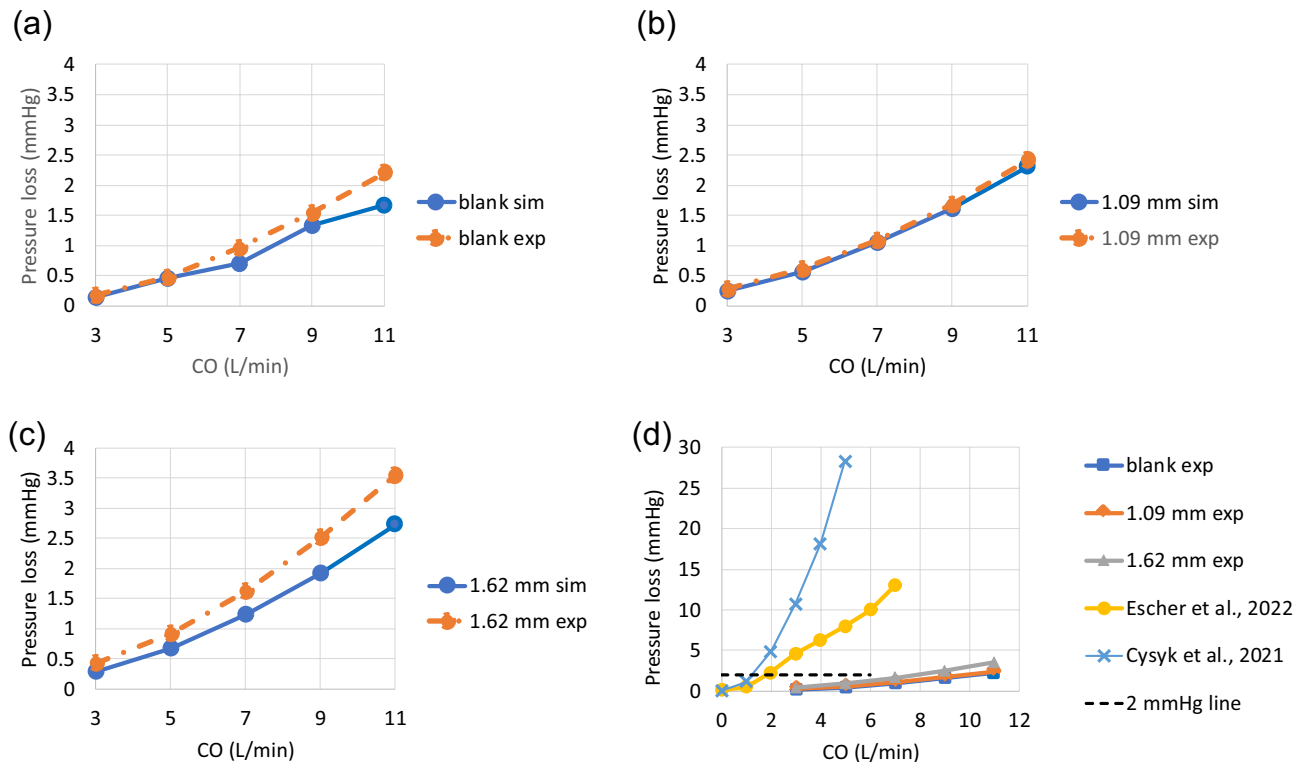 (a)
Pressure loss (mmHg)
4
3.5
3
2.5
2
1.5
1
0.5
0
3 5 7 9 11
CO (L/min)
blank sim
blank exp
(b)
Pressure loss (mmHg)
4
3.5
3
2.5
2
1.5
1
0.5
0
3 5 7 9 11
CO (L/min)
1.09 mm sim
1.09 mm exp
(c)
Pressure loss (mmHg)
4
3.5
3
2.5
2
1.5
1
0.5
0
3 5 7 9 11
CO (L/min)
1.62 mm sim
1.62 mm exp
(d)
Pressure loss (mmHg)
30
25
20
15
10
5
0
0 2 4 6 8 10 12
CO (L/min)
blank exp
1.09 mm exp
1.62 mm exp
Escher et al., 2022
Cysyk et al., 2021
2 mmHg line